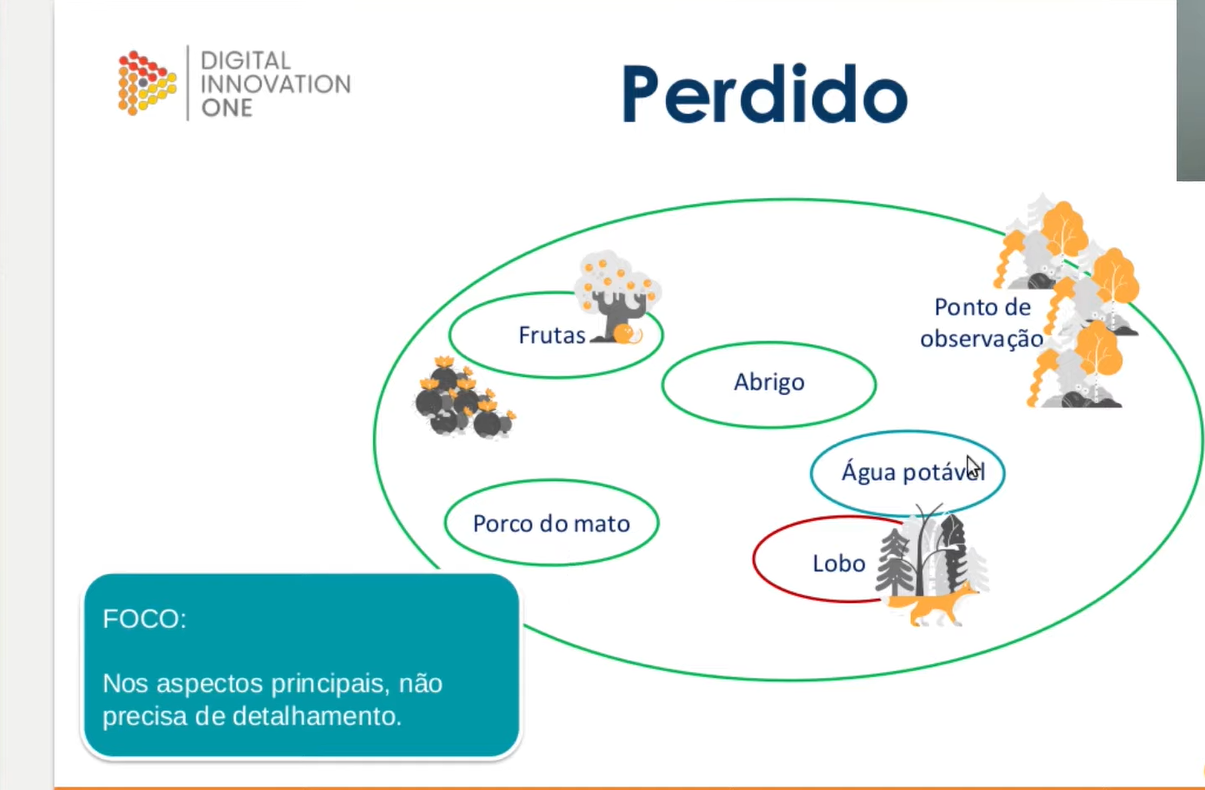 DIGITAL
INNOVATION
ONE
Perdido
Frutas
Ponto de
observação
Abrigo
Água potável
Porco do mato
Lobo
FOCO:
Nos aspectos principais, não
precisa de detalhamento.